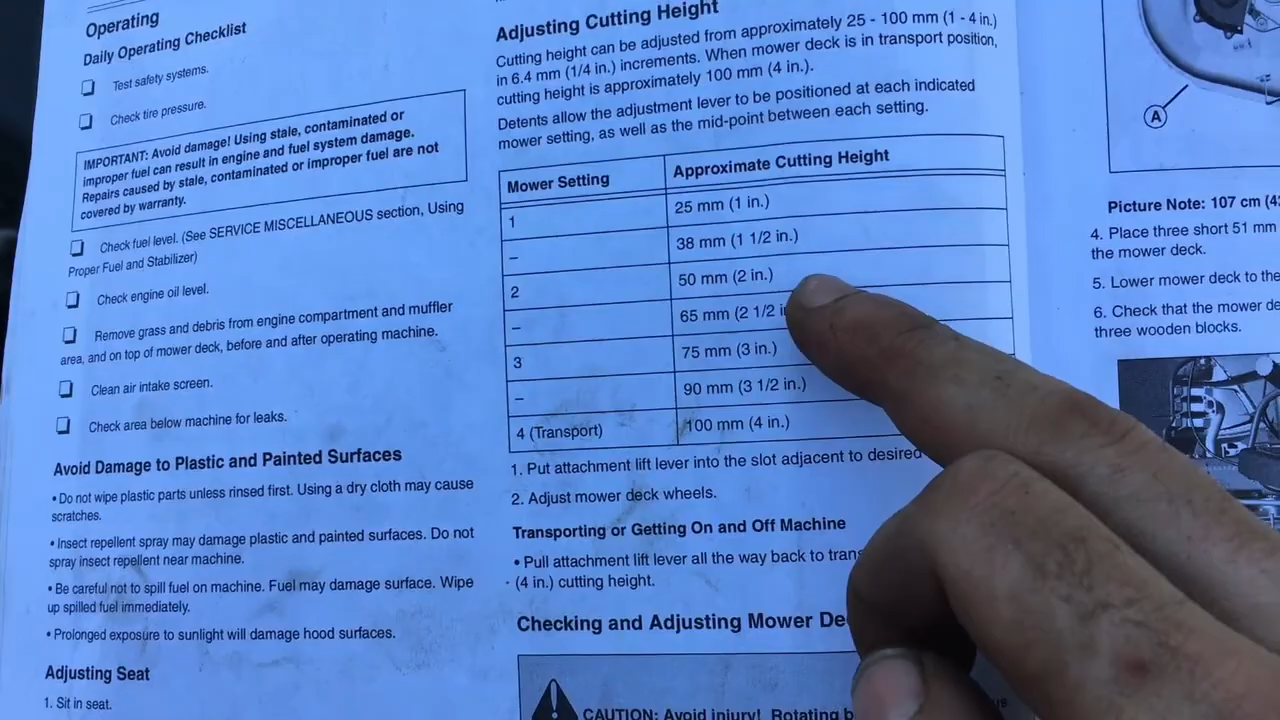 Operating
Daily Operating Checklist
Test safety systems.
Check tire pressure.
IMPORTANT: Avoid damage! Using stale, contaminated or
improper fuel can result in engine and fuel system damage.
Repairs caused by stale, contaminated or improper fuel are not
covered by warranty.
Check fuel level. (See SERVICE MISCELLANEOUS section, Using
Proper Fuel and Stabilizer)
Check engine oil level.
Remove grass and debris from engine compartment and muffler
area, and on top of mower deck, before and after operating machine.
Clean air intake screen.
Check area below machine for leaks.
Avoid Damage to Plastic and Painted Surfaces
• Do not wipe plastic parts unless rinsed first. Using a dry cloth may cause
scratches.
• Insect repellent spray may damage plastic and painted surfaces. Do not
spray insect repellent near machine.
• Be careful not to spill fuel on machine. Fuel may damage surface. Wipe
up spilled fuel immediately.
• Prolonged exposure to sunlight will damage hood surfaces.
Adjusting Seat
1. Sit in seat.
Adjusting Cutting Height
Cutting height can be adjusted from approximately 25 - 100 mm (1 - 4 in.)
in 6.4 mm (1/4 in.) increments. When mower deck is in transport position,
cutting height is approximately 100 mm (4 in.).
Detents allow the adjustment lever to be positioned at each indicated
mower setting, as well as the mid-point between each setting.
Mower Setting Approximate Cutting Height
1 25 mm (1 in.)
– 38 mm (1 1/2 in.)
2 50 mm (2 in.)
– 65 mm (2 1/2
3 75 mm (3 in.)
– 90 mm (3 1/2 in.)
4 (Transport) 100 mm (4 in.)
1. Put attachment lift lever into the slot adjacent to desired
2. Adjust mower deck wheels.
Transporting or Getting On and Off Machine
• Pull attachment lift lever all the way back to
(4 in.) cutting height.
Checking and Adjusting Mower
CAUTION: Avoid injury! Rotating
A
Picture Note: 107 cm
4. Place three short 51 mm
the mower deck.
5. Lower mower deck to the
6. Check that the mower
three wooden blocks.